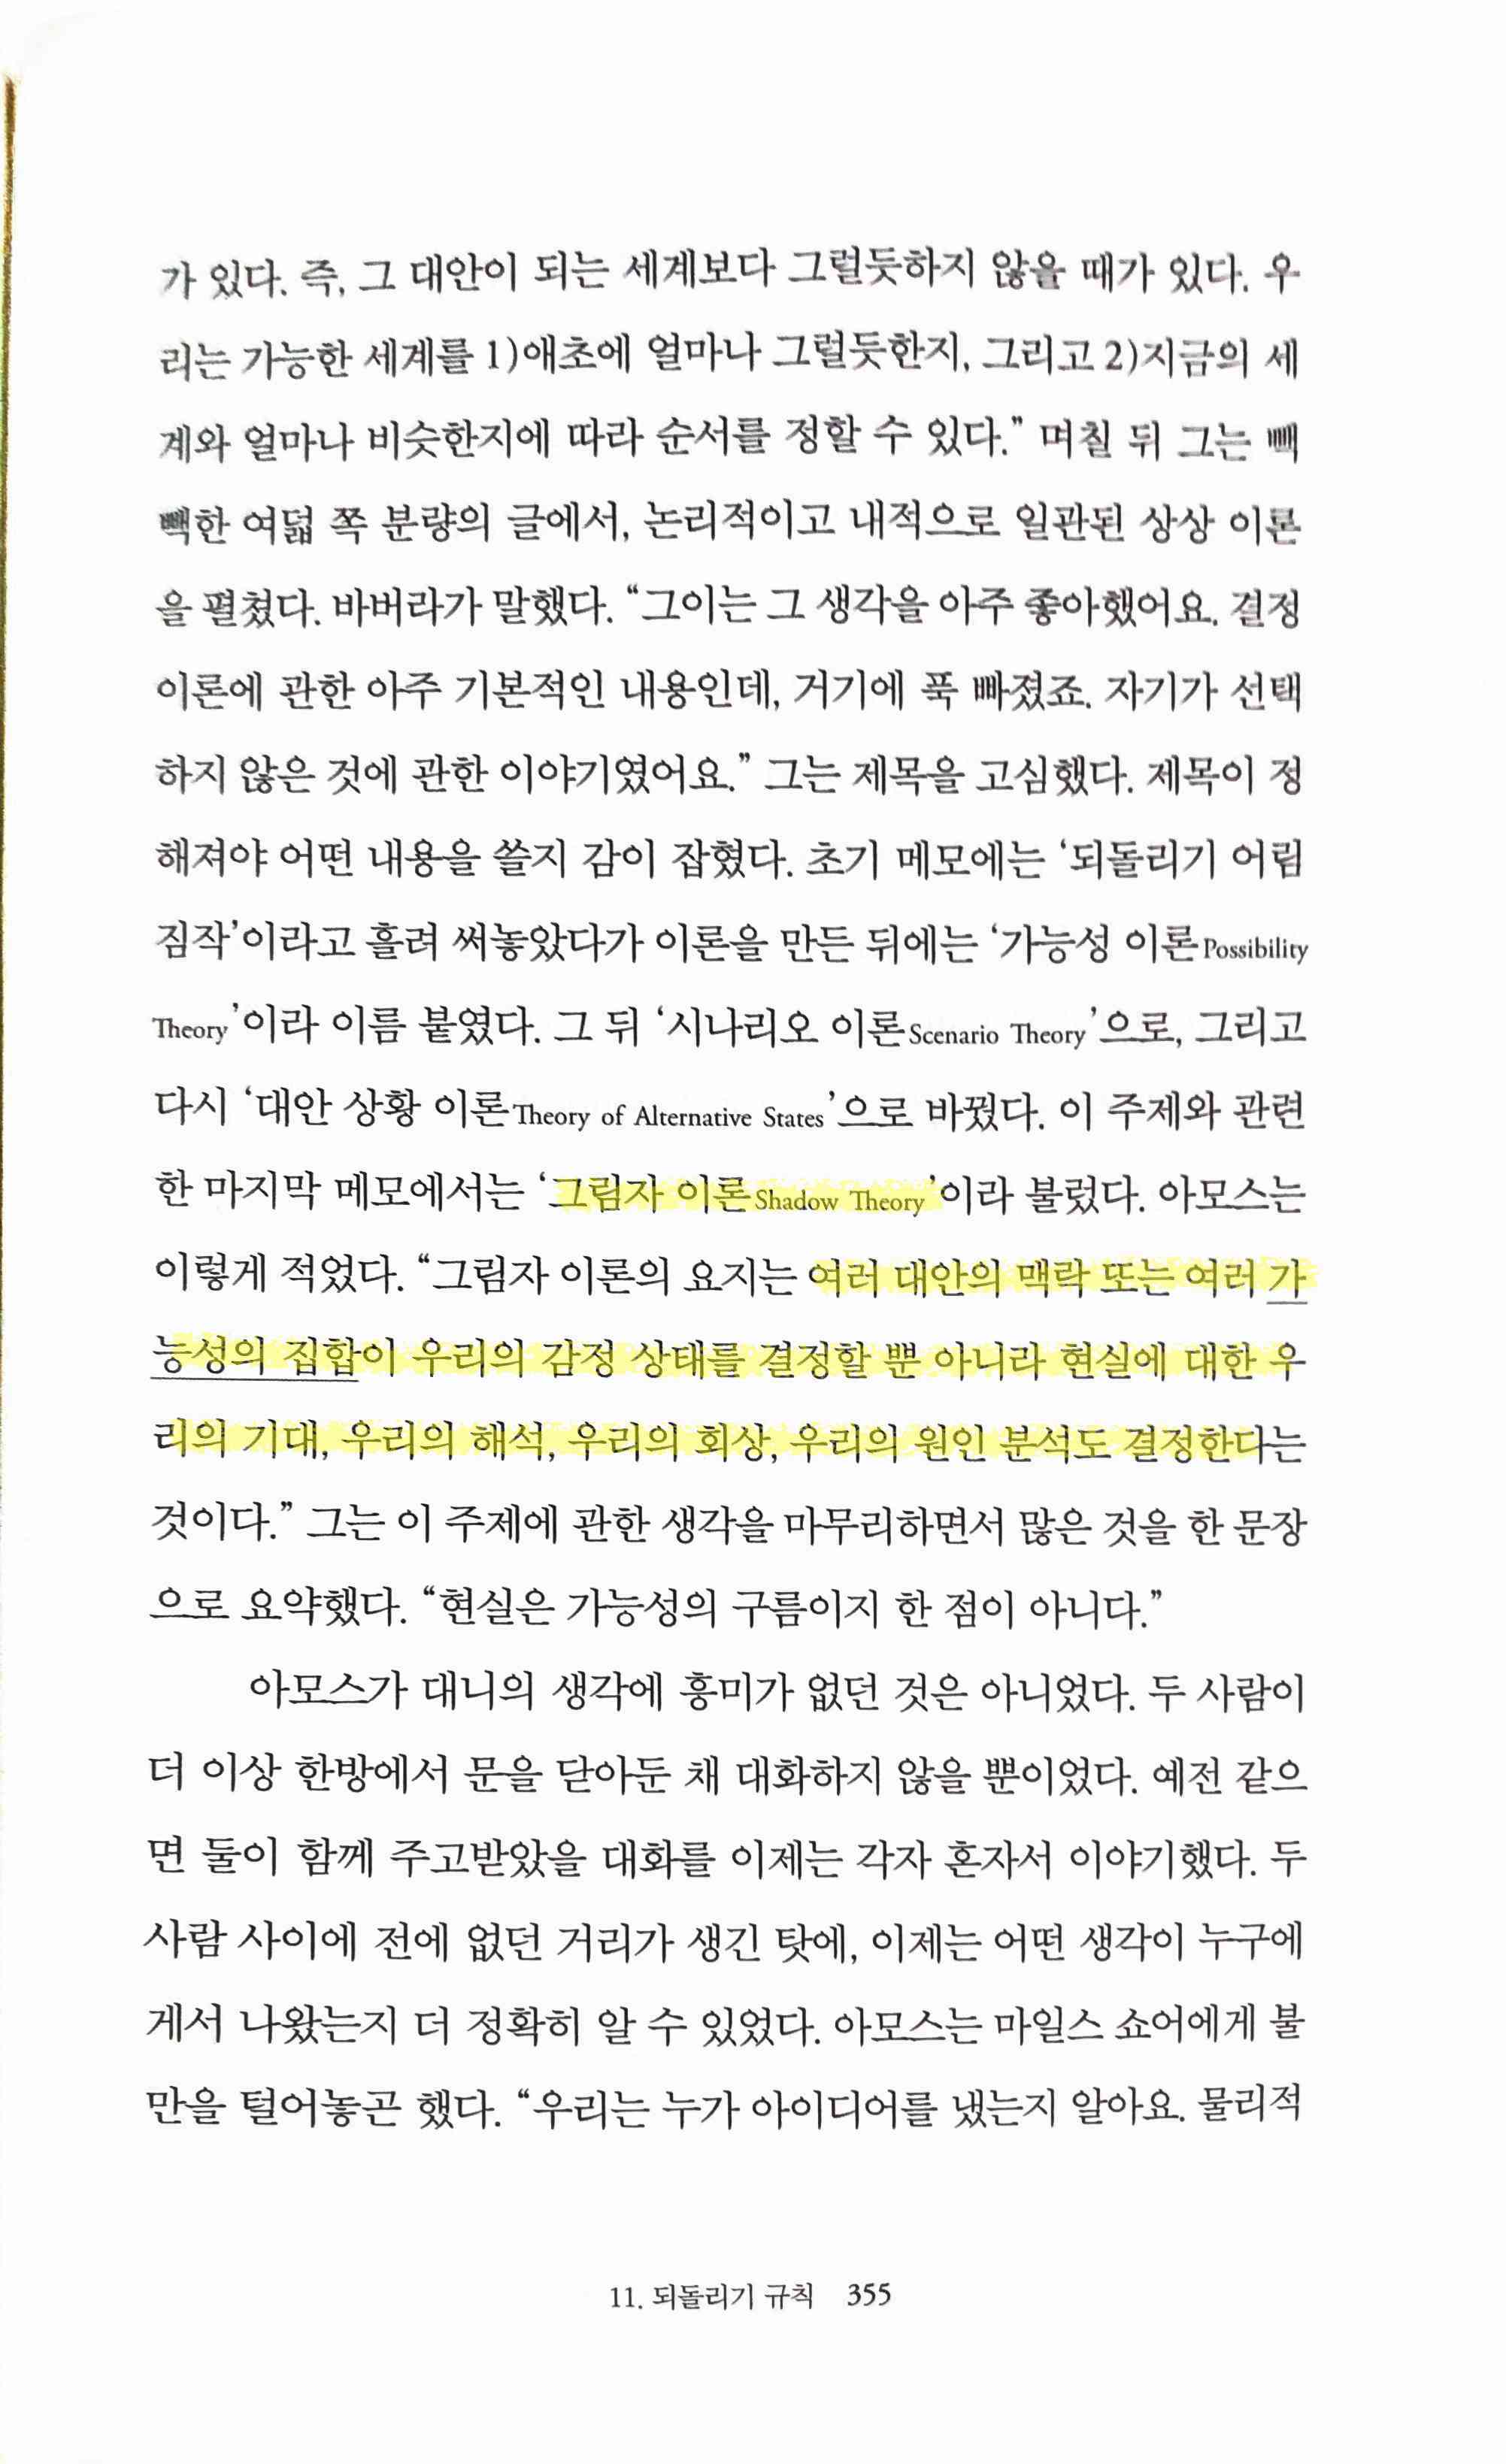 가 있다. 즉, 그 대안이 되는 세계보다 그럴듯하지 않을 때가 있다. 우
리는 가능한 세계를 1)애초에 얼마나 그럴듯한지, 그리고 2)지금의 세
계와 얼마나 비슷한지에 따라 순서를 정할 수 있다.” 며칠 뒤 그는 빽
빽한 여덟 쪽 분량의 글에서, 논리적이고 내적으로 일관된 상상 이론
을 펼쳤다. 바버라가 말했다. “그이는 그 생각을 아주 좋아했어요. 결정
이론에 관한 아주 기본적인 내용인데, 거기에 푹 빠졌죠. 자기가 선택
하지 않은 것에 관한 이야기였어요.” 그는 제목을 고심했다. 제목이 정
해져야 어떤 내용을 쓸지 감이 잡혔다. 초기 메모에는 ‘되돌리기 어림
짐작’이라고 흘려 써놓았다가 이론을 만든 뒤에는 ‘가능성 이론Possibility
Theory’이라 이름 붙였다. 그 뒤 ‘시나리오 이론Scenario Theory’으로, 그리고
다시 ‘대안 상황 이론Theory of Alternative States’으로 바꿨다. 이 주제와 관련
한 마지막 메모에서는 ‘그림자 이론Shadow Theory’이라 불렀다. 아모스는
이렇게 적었다. “그림자 이론의 요지는 여러 대안의 맥락 또는 여러 가
능성의 집합이 우리의 감정 상태를 결정할 뿐 아니라 현실에 대한 우
리의 기대, 우리의 해석, 우리의 회상, 우리의 원인 분석도 결정한다는
것이다.” 그는 이 주제에 관한 생각을 마무리하면서 많은 것을 한 문장
으로 요약했다. “현실은 가능성의 구름이지 한 점이 아니다.”
아모스가 대니의 생각에 흥미가 없던 것은 아니었다. 두 사람이
더 이상 한방에서 문을 닫아둔 채 대화하지 않을 뿐이었다. 예전 같으
면 둘이 함께 주고받았을 대화를 이제는 각자 혼자서 이야기했다. 두
사람 사이에 전에 없던 거리가 생긴 탓에, 이제는 어떤 생각이 누구에
게서 나왔는지 더 정확히 알 수 있었다. 아모스는 마일스 쇼어에게 불
만을 털어놓곤 했다. “우리는 누가 아이디어를 냈는지 알아요. 물리적
11. 되돌리기 규칙 355